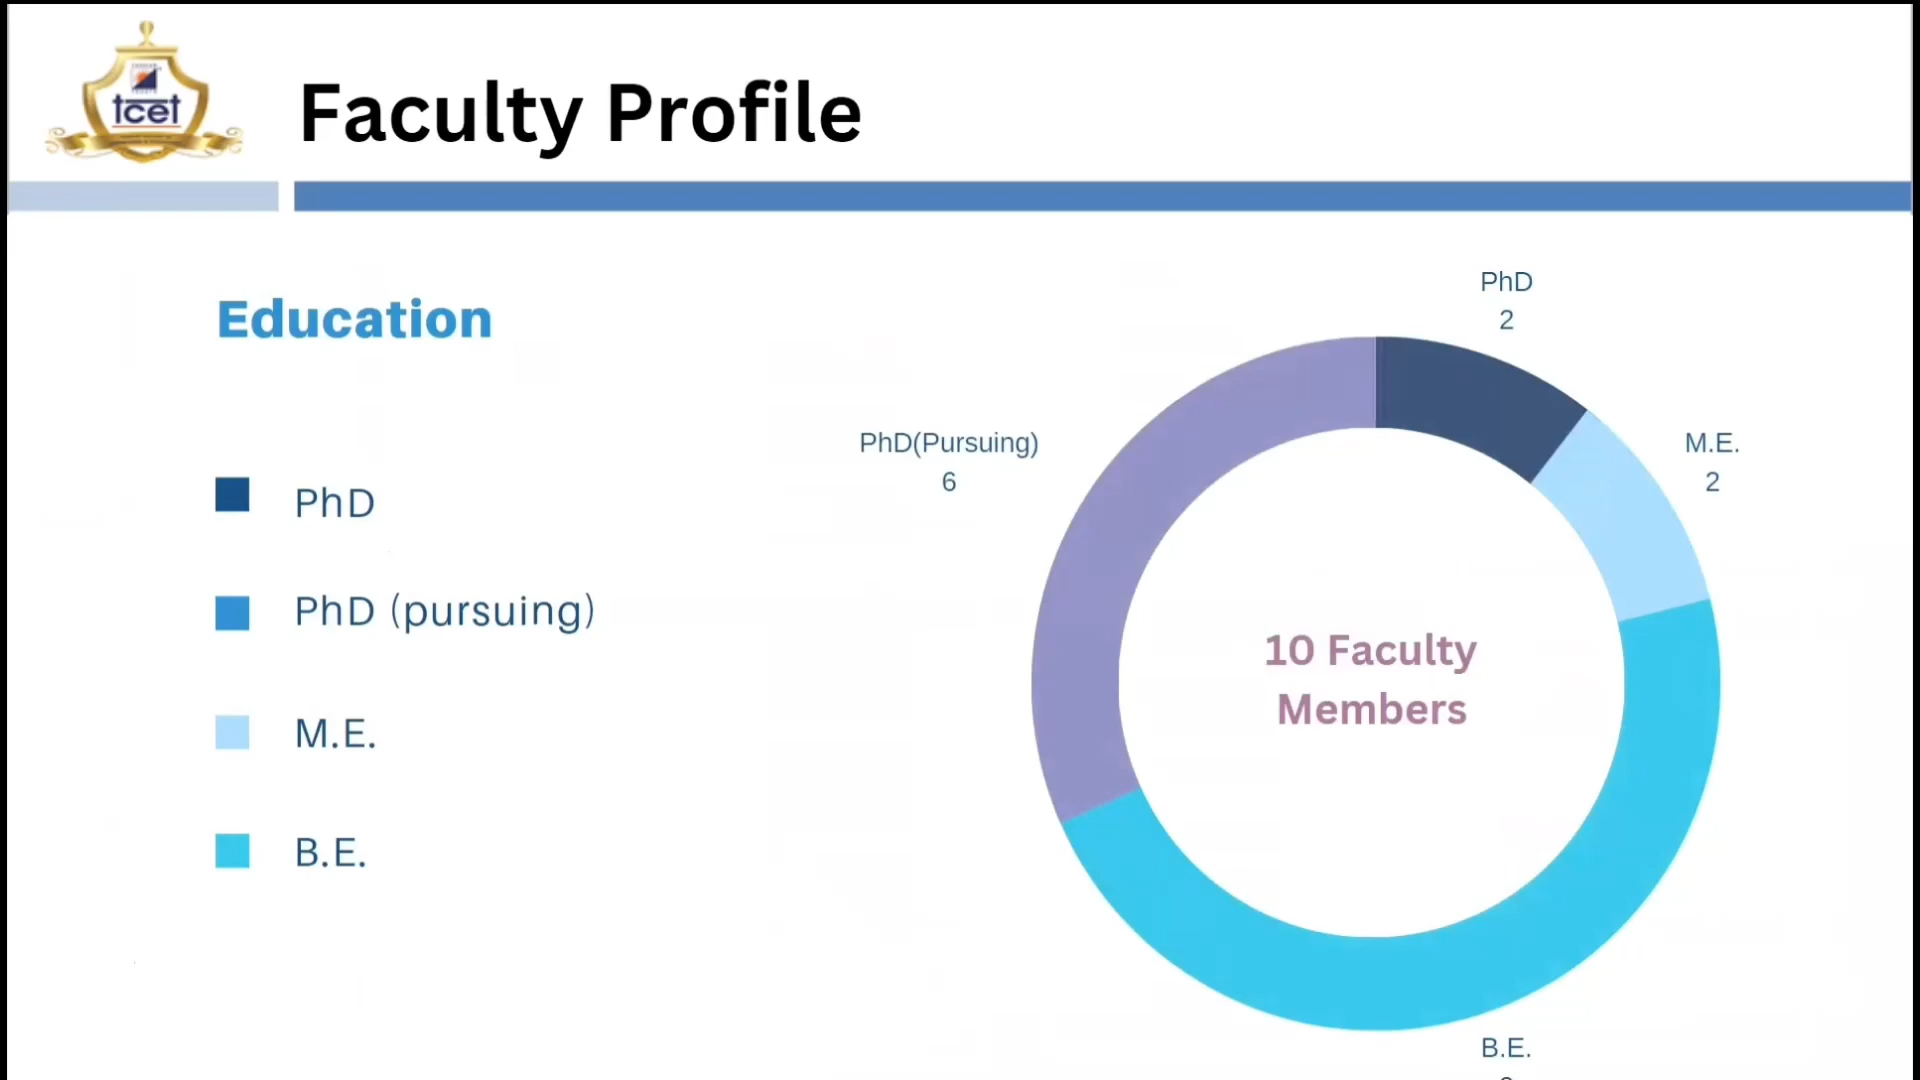 tcet
Faculty Profile
Education
PhD
PhD (pursuing)
M.E.
B.E.
PhD
2
M.E.
2
PhD(Pursuing)
6
10 Faculty
Members
B.E.